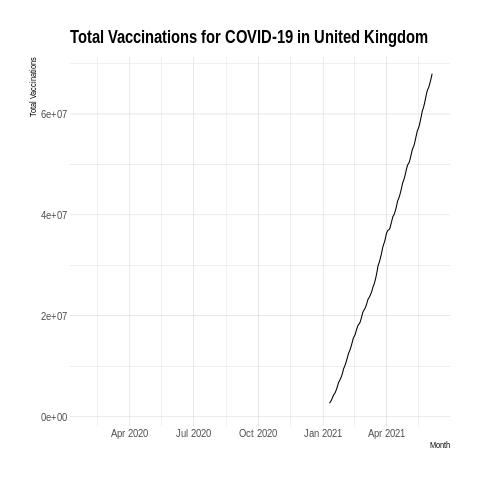 Total Vaccinations for COVID-19 in United Kingdom
Total Vaccinations
6e+07
4e+07
2e+07
0e+00
Apr 2020 Jul 2020 Oct 2020 Jan 2021 Apr 2021
Month